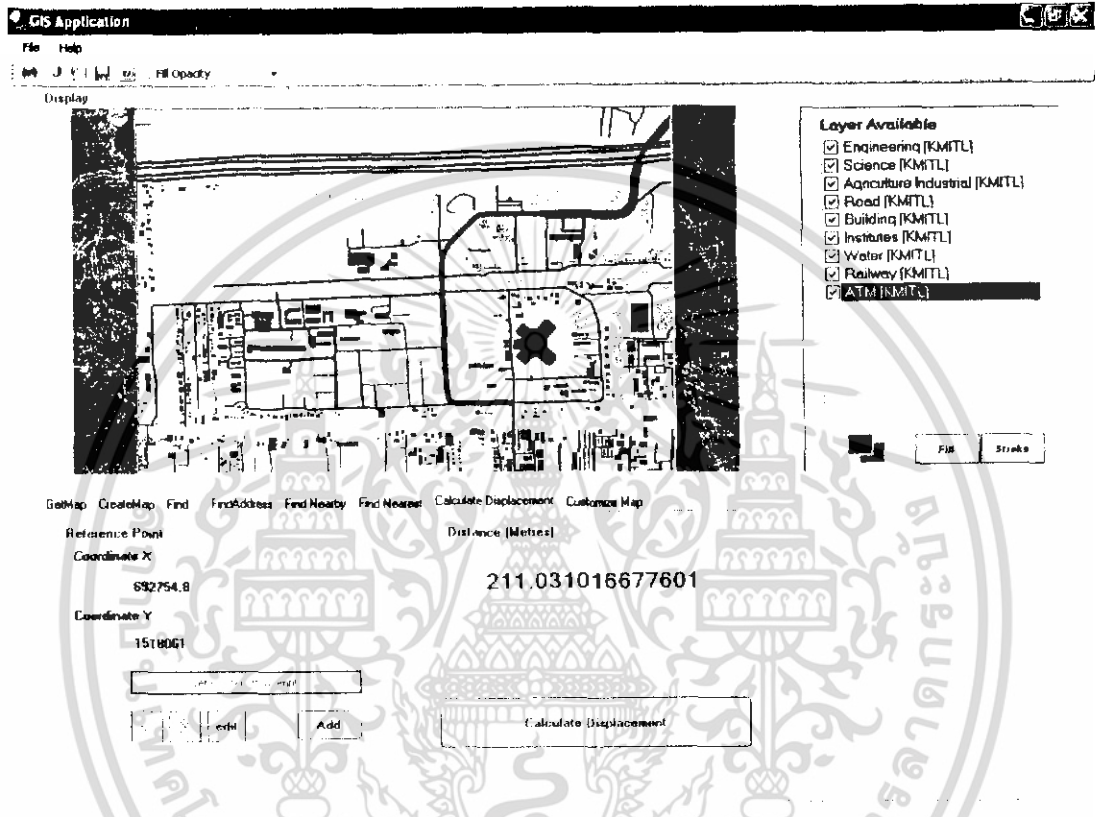 GIS Application
File Help
Fill Opacity
Display
Layer Available
Engineering [KMITL]
Science [KMITL]
Agriculture Industrial [KMITL]
Road [KMITL]
Building [KMITL]
Institutes [KMITL]
Water [KMITL]
Railway [KMITL]
ATM [KMITL]
Fill Stroke
GetMap CreateMap Find FindAddress Find Nearby Find Nearest Calculate Displacement Customize Map
Reference Point
Coordinate X
692754.8
Coordinate Y
1518061
Distance [Metres]
211.031016677601
edit Add
Calculate Displacement